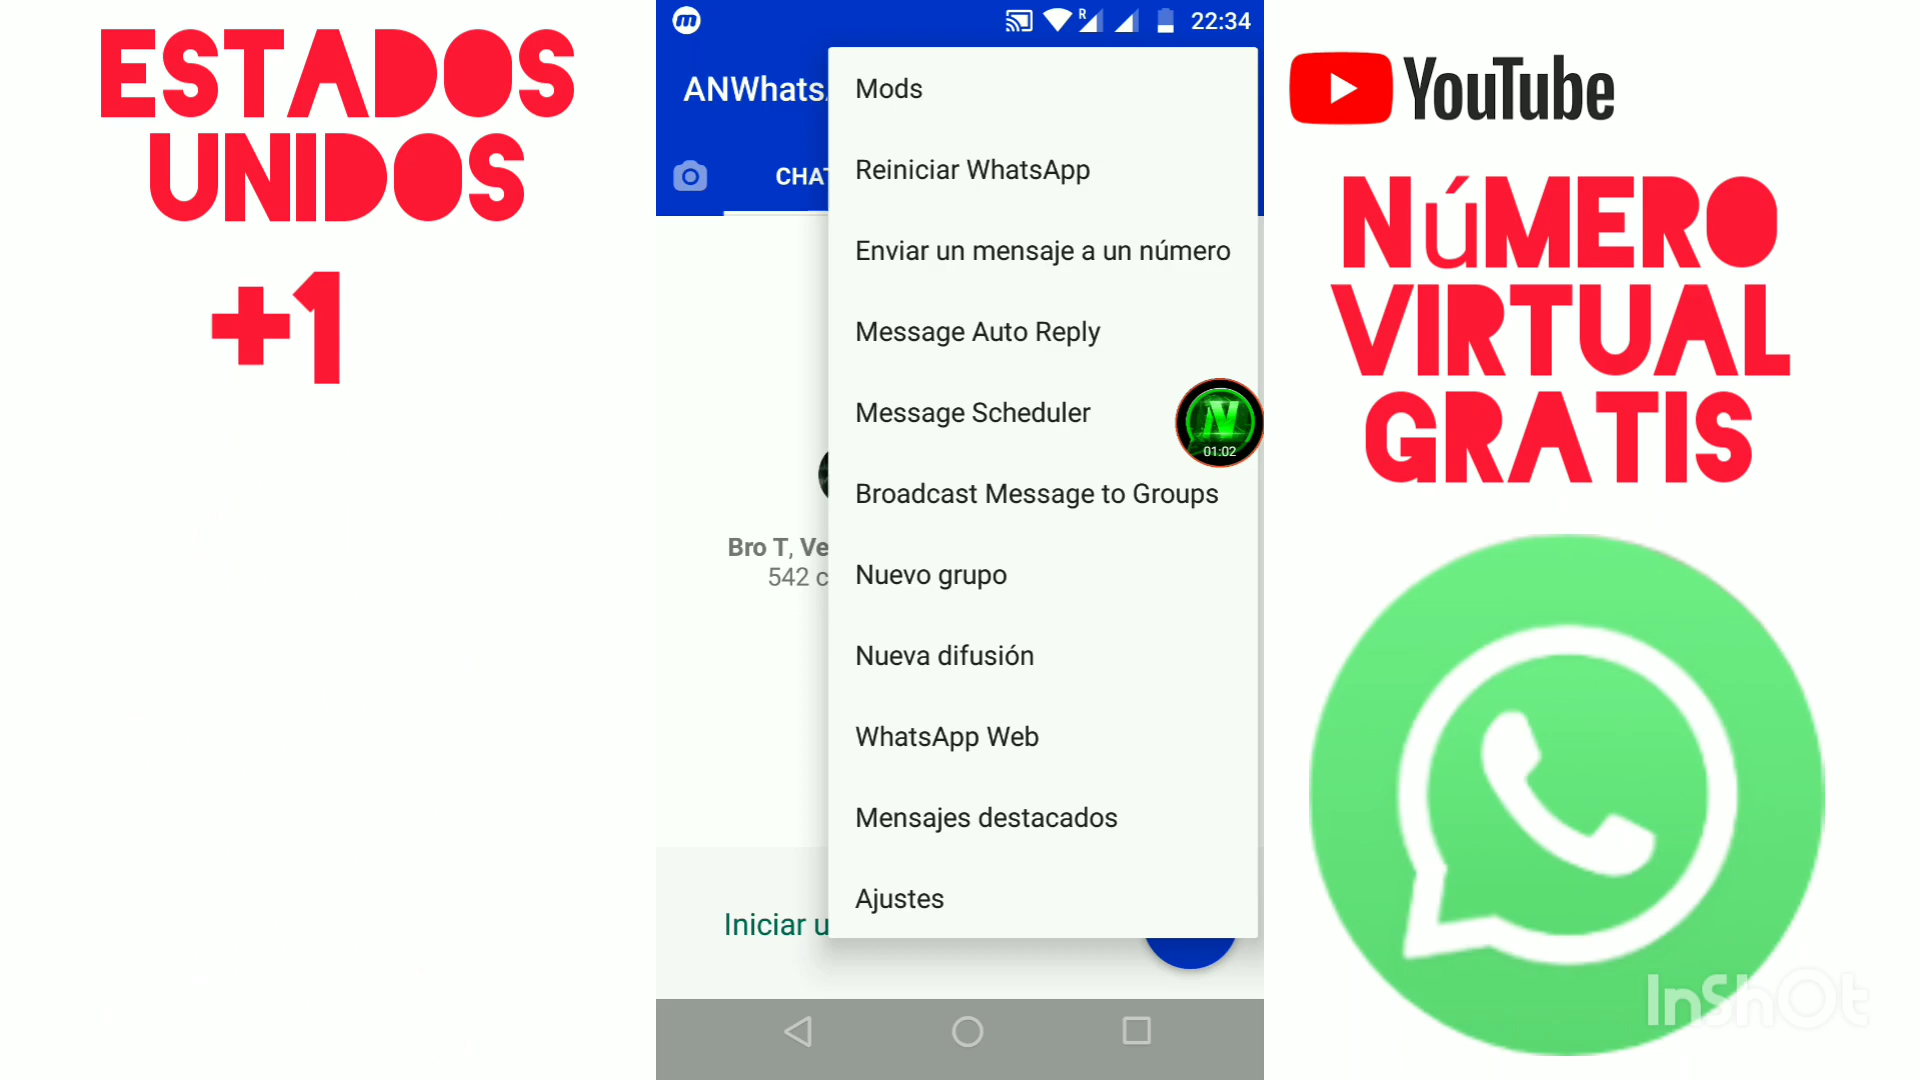 ESTADOS
UNIDOS
+1
22:34
ANWhats
CHAT
Mods
Reiniciar WhatsApp
Enviar un mensaje a un número
Message Auto Reply
Message Scheduler
Broadcast Message to Groups
Nuevo grupo
Nueva difusión
WhatsApp Web
Mensajes destacados
Ajustes
N
01:02
Bro T, Ve
542 c
Iniciar u
YouTube
NúMERO
VIRTUAL
GRATIS
InShOt